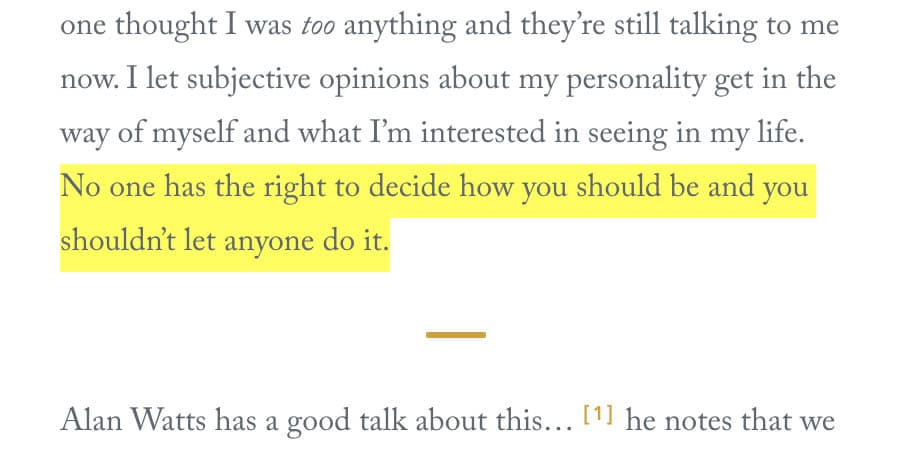 one thought I was too anything and they’re still talking to me
now. I let subjective opinions about my personality get in the
way of myself and what I’m interested in seeing in my life.
No one has the right to decide how you should be and you
shouldn’t let anyone do it.
Alan Watts has a good talk about this… [1] he notes that we